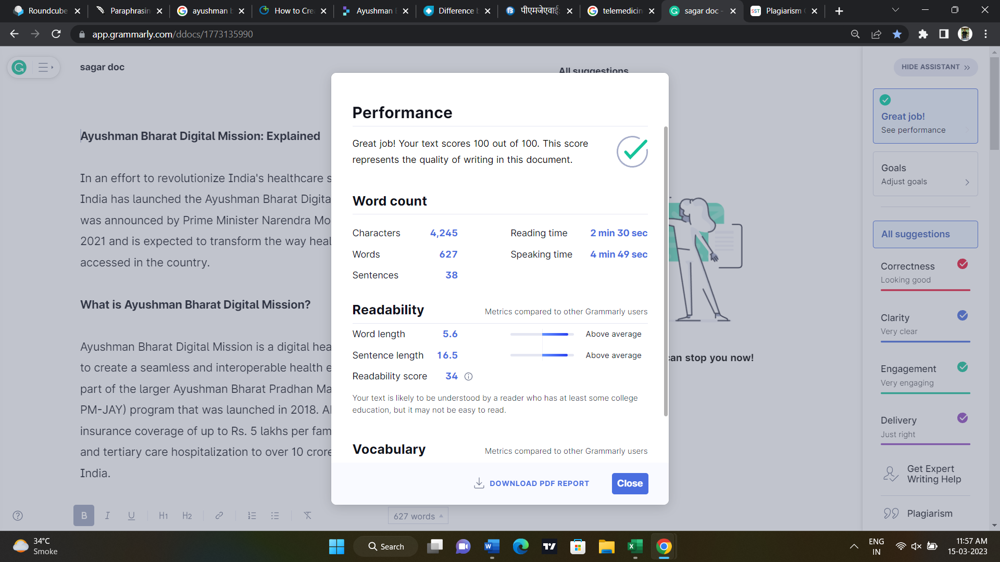 Roundcube
Paraphrasin
ayushman b
How to Cre
Ayushman B
Difference b
पीएमजेएवाई
telemedicin
sagar doc -
Plagiarism C
app.grammarly.com/ddocs/1773135990
sagar doc
All suggestions
HIDE ASSISTANT
Ayushman Bharat Digital Mission: Explained
In an effort to revolutionize India's healthcare s
India has launched the Ayushman Bharat Digita
was announced by Prime Minister Narendra Mo
2021 and is expected to transform the way heal
accessed in the country.
What is Ayushman Bharat Digital Mission?
Ayushman Bharat Digital Mission is a digital hea
to create a seamless and interoperable health e
part of the larger Ayushman Bharat Pradhan Ma
PM-JAY) program that was launched in 2018. A
insurance coverage of up to Rs. 5 lakhs per fam
and tertiary care hospitalization to over 10 crore
India.
Performance
Great job! Your text scores 100 out of 100. This score
represents the quality of writing in this document.
Word count
Characters 4,245 Reading time 2 min 30 sec
Words 627 Speaking time 4 min 49 sec
Sentences 38
Readability Metrics compared to other Grammarly users
Word length 5.6 Above average
Sentence length 16.5 Above average
Readability score 34
Your text is likely to be understood by a reader who has at least some college
education, but it may not be easy to read.
Vocabulary Metrics compared to other Grammarly users
DOWNLOAD PDF REPORT
Close
can stop you now!
Great job!
See performance
Goals
Adjust goals
All suggestions
Correctness
Looking good
Clarity
Very clear
Engagement
Very engaging
Delivery
Just right
Get Expert
Writing Help
Plagiarism
B I U H1 H2
627 words
34°C
Smoke
Search
ENG
IN
11:57 AM
15-03-2023